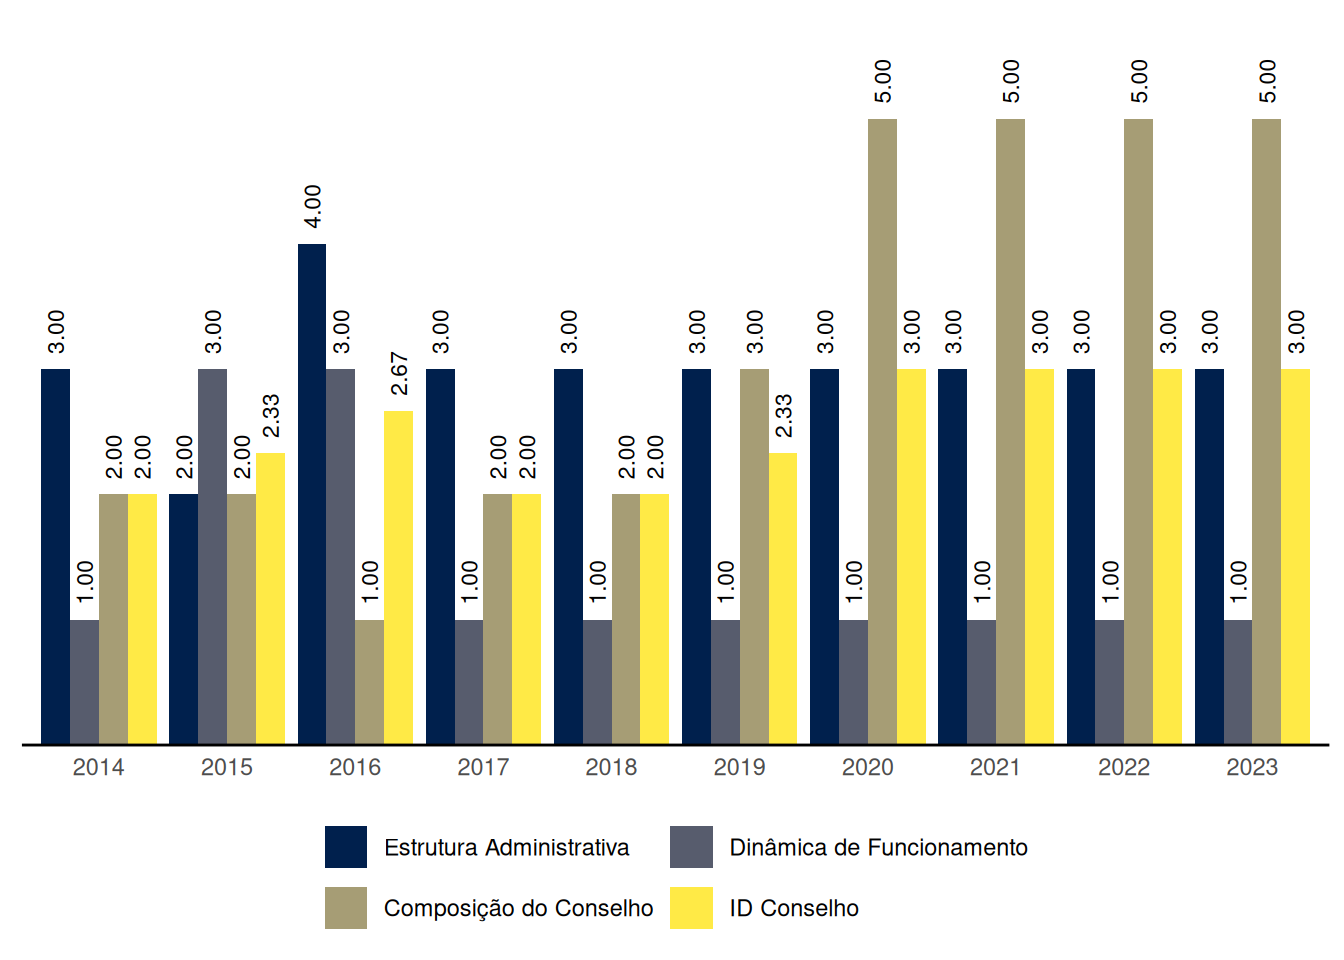 3.00 1.00 2.00 2.00
2.00 3.00 2.00 2.33
4.00 3.00 1.00 2.67
3.00 1.00 2.00 2.00
3.00 1.00 2.00 2.00
3.00 1.00 3.00 2.33
3.00 1.00 5.00 3.00
3.00 1.00 5.00 3.00
3.00 1.00 5.00 3.00
3.00 1.00 5.00 3.00
2014 2015 2016 2017 2018 2019 2020 2021 2022 2023
Estrutura Administrativa Dinâmica de Funcionamento
Composição do Conselho ID Conselho